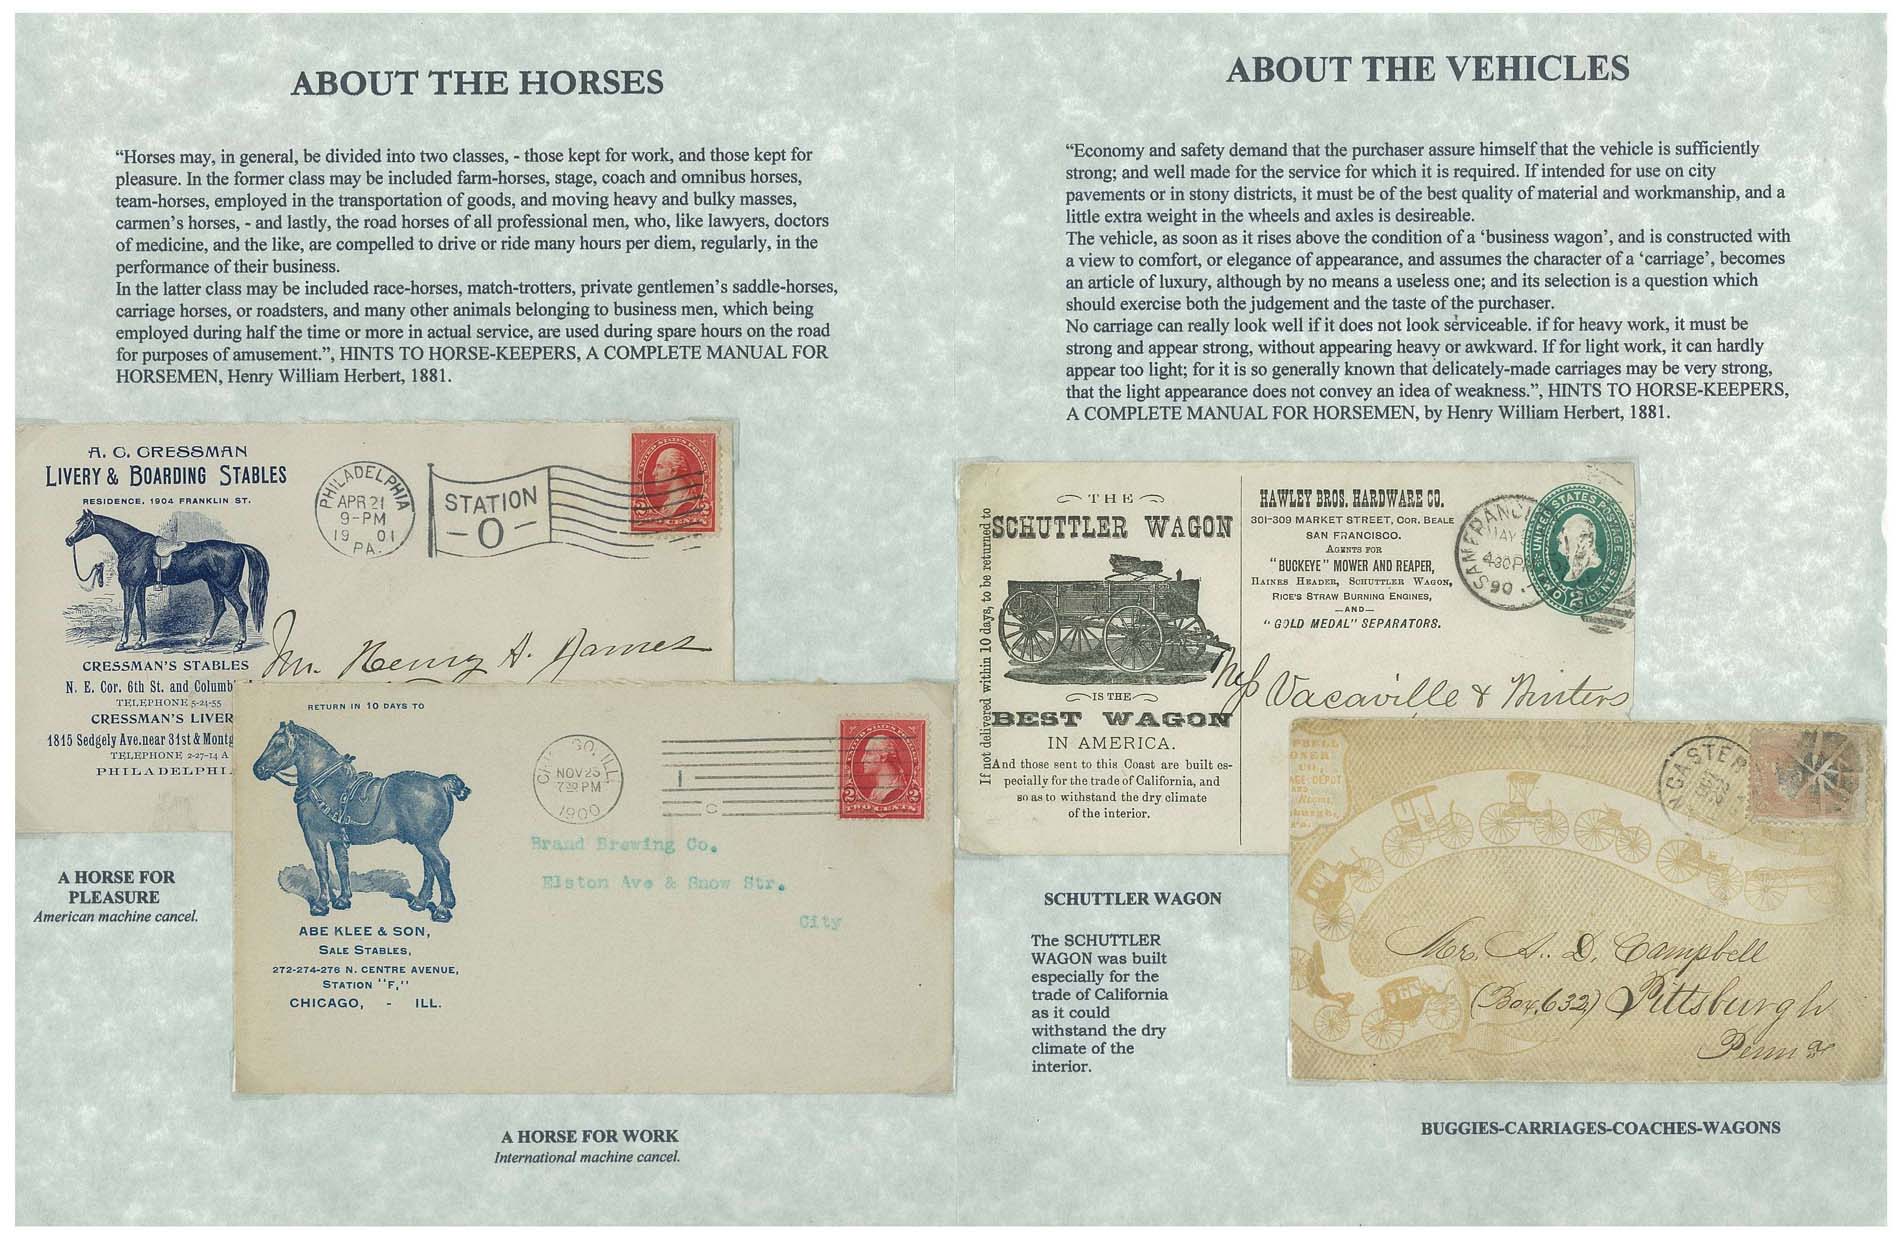 ABOUT THE HORSES
“Horses may, in general, be divided into two classes, - those kept for work, and those kept for
pleasure. In the former class may be included farm-horses, stage, coach and omnibus horses,
team-horses, employed in the transportation of goods, and moving heavy and bulky masses,
carmen’s horses, - and lastly, the road horses of all professional men, who, like lawyers, doctors
of medicine, and the like, are compelled to drive or ride many hours per diem, regularly, in the
performance of their business.
In the latter class may be included race-horses, match-trotters, private gentlemen’s saddle-horses,
carriage horses, or roadsters, and many other animals belonging to business men, which being
employed during half the time or more in actual service, are used during spare hours on the road
for purposes of amusement.”, HINTS TO HORSE-KEEPERS, A COMPLETE MANUAL FOR
HORSEMEN, Henry William Herbert, 1881.
A. C. CRESSMAN
LIVERY & BOARDING STABLES
RESIDENCE, 1904 FRANKLIN ST.
CRESSMAN'S STABLES
N. E. Cor. 6th St. and Columb
TELEPHONE 5-24-55
CRESSMAN'S LIVER
1815 Sedgely Ave. near 31st & Montg
TELEPHONE 2-27-14 A
PHILADELPHI
PHILADELPHIA
APR 21
9-PM
19 01
PA.
STATION
-O-
Mr. Henry A. James
A HORSE FOR
PLEASURE
American machine cancel.
RETURN IN 10 DAYS TO
ABE KLEE & SON,
SALE STABLES,
272-274-276 N. CENTRE AVENUE,
STATION "F,"
CHICAGO, - ILL.
NOV 23
7 30 PM
1900
C
2 TWO CENTS 2
Brand Brewing Co.
Elston Ave & Snow Str.
City
A HORSE FOR WORK
International machine cancel.
ABOUT THE VEHICLES
“Economy and safety demand that the purchaser assure himself that the vehicle is sufficiently
strong; and well made for the service for which it is required. If intended for use on city
pavements or in stony districts, it must be of the best quality of material and workmanship, and a
little extra weight in the wheels and axles is desireable.
The vehicle, as soon as it rises above the condition of a ‘business wagon’, and is constructed with
a view to comfort, or elegance of appearance, and assumes the character of a ‘carriage’, becomes
an article of luxury, although by no means a useless one; and its selection is a question which
should exercise both the judgement and the taste of the purchaser.
No carriage can really look well if it does not look serviceable. if for heavy work, it must be
strong and appear strong, without appearing heavy or awkward. If for light work, it can hardly
appear too light; for it is so generally known that delicately-made carriages may be very strong,
that the light appearance does not convey an idea of weakness.”, HINTS TO HORSE-KEEPERS,
A COMPLETE MANUAL FOR HORSEMEN, by Henry William Herbert, 1881.
If not delivered within 10 days, to be returned to
THE
SCHUTTLER WAGON
IS THE
BEST WAGON
IN AMERICA.
And those sent to this Coast are built es-
pecially for the trade of California, and
so as to withstand the dry climate
of the interior.
HAWLEY BROS. HARDWARE CO.
301-309 MARKET STREET, COR. BEALE
SAN FRANCISCO.
AGENTS FOR
"BUCKEYE" MOWER AND REAPER,
HAINES HEADER, SCHUTTLER WAGON,
RICE'S STRAW BURNING ENGINES,
—AND—
"GOLD MEDAL" SEPARATORS.
SAN FRANCI
MAY
430PM
90
UNITED STATES POSTAGE
TWO 2 CENTS
Vacaville & Winters
SCHUTTLER WAGON
The SCHUTTLER
WAGON was built
especially for the
trade of California
as it could
withstand the dry
climate of the
interior.
CASTER
Mr. A. D. Campbell
(Box, 632) Pittsburgh
Penna
BUGGIES-CARRIAGES-COACHES-WAGONS